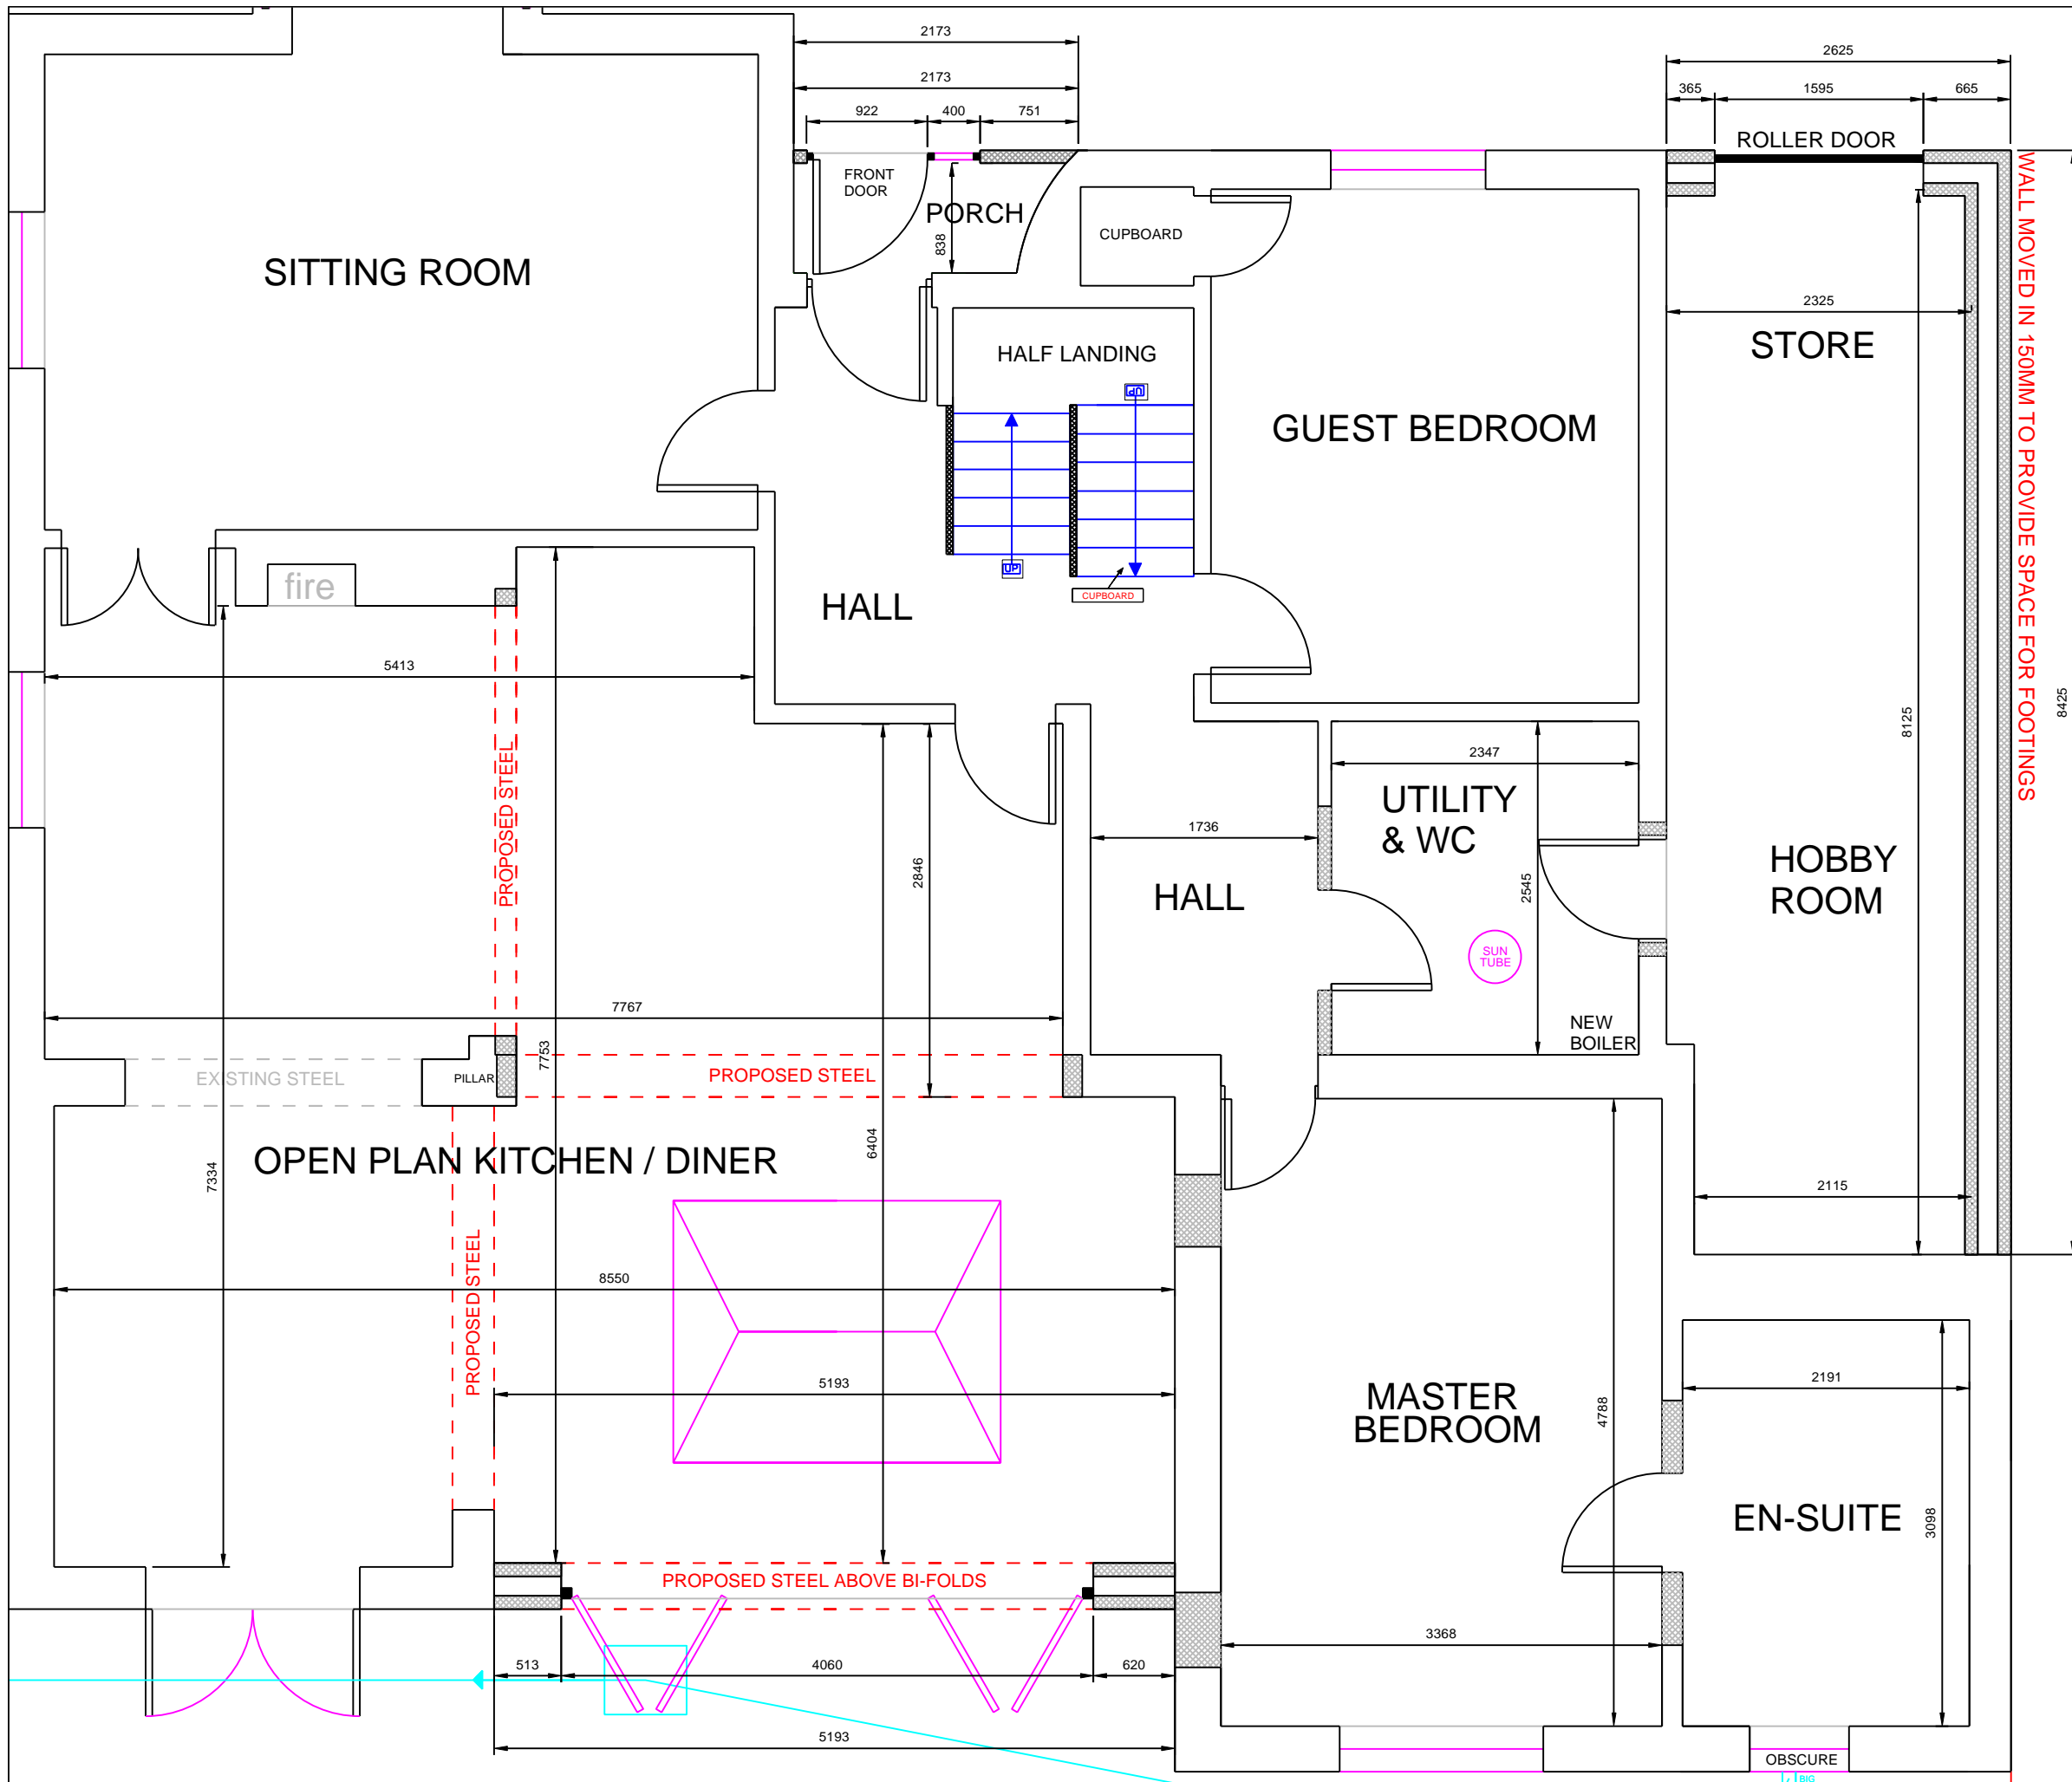 2173
2625
2173
365
1595
665
922
400
751
ROLLER DOOR
FRONT
DOOR
PORCH
838
CUPBOARD
SITTING ROOM
WALL MOVED IN 150MM TO PROVIDE SPACE FOR FOOTINGS
2325
STORE
HALF LANDING
UP
GUEST BEDROOM
UP
CUPBOARD
fire
HALL
5413
8425
8125
PROPOSED STEEL
2347
UTILITY
& WC
1736
2846
2545
HOBBY
ROOM
HALL
SUN
TUBE
7767
NEW
BOILER
7753
EXISTING STEEL
PILLAR
PROPOSED STEEL
6404
OPEN PLAN KITCHEN / DINER
7334
2115
8550
PROPOSED STEEL
5193
MASTER
BEDROOM
4788
2191
EN-SUITE
3098
PROPOSED STEEL ABOVE BI-FOLDS
3368
513
4060
620
5193
OBSCURE
BIG